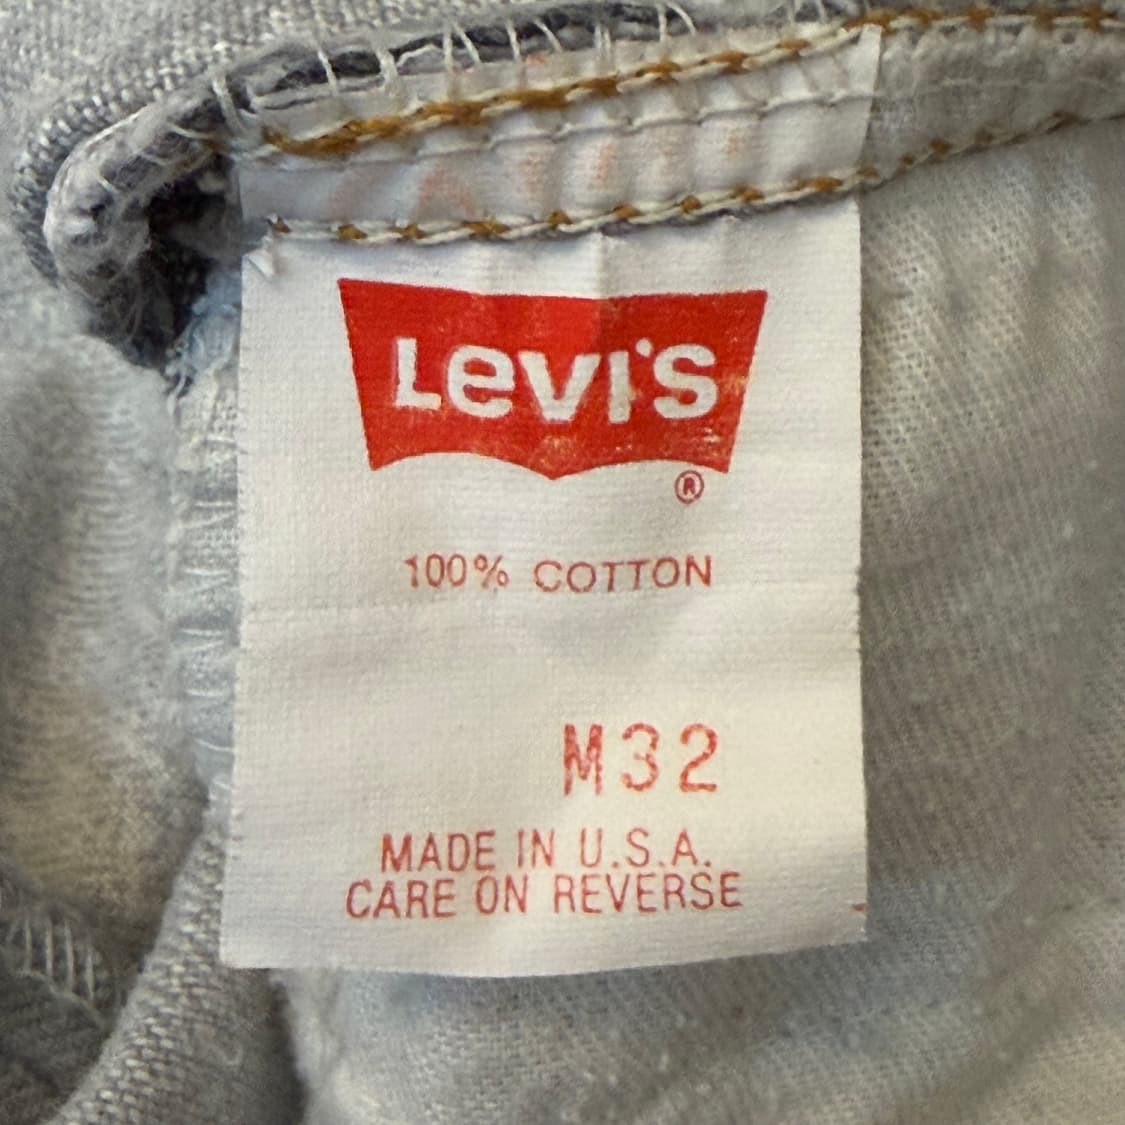 Levi's
®
100% COTTON
M32
MADE IN U.S.A.
CARE ON REVERSE